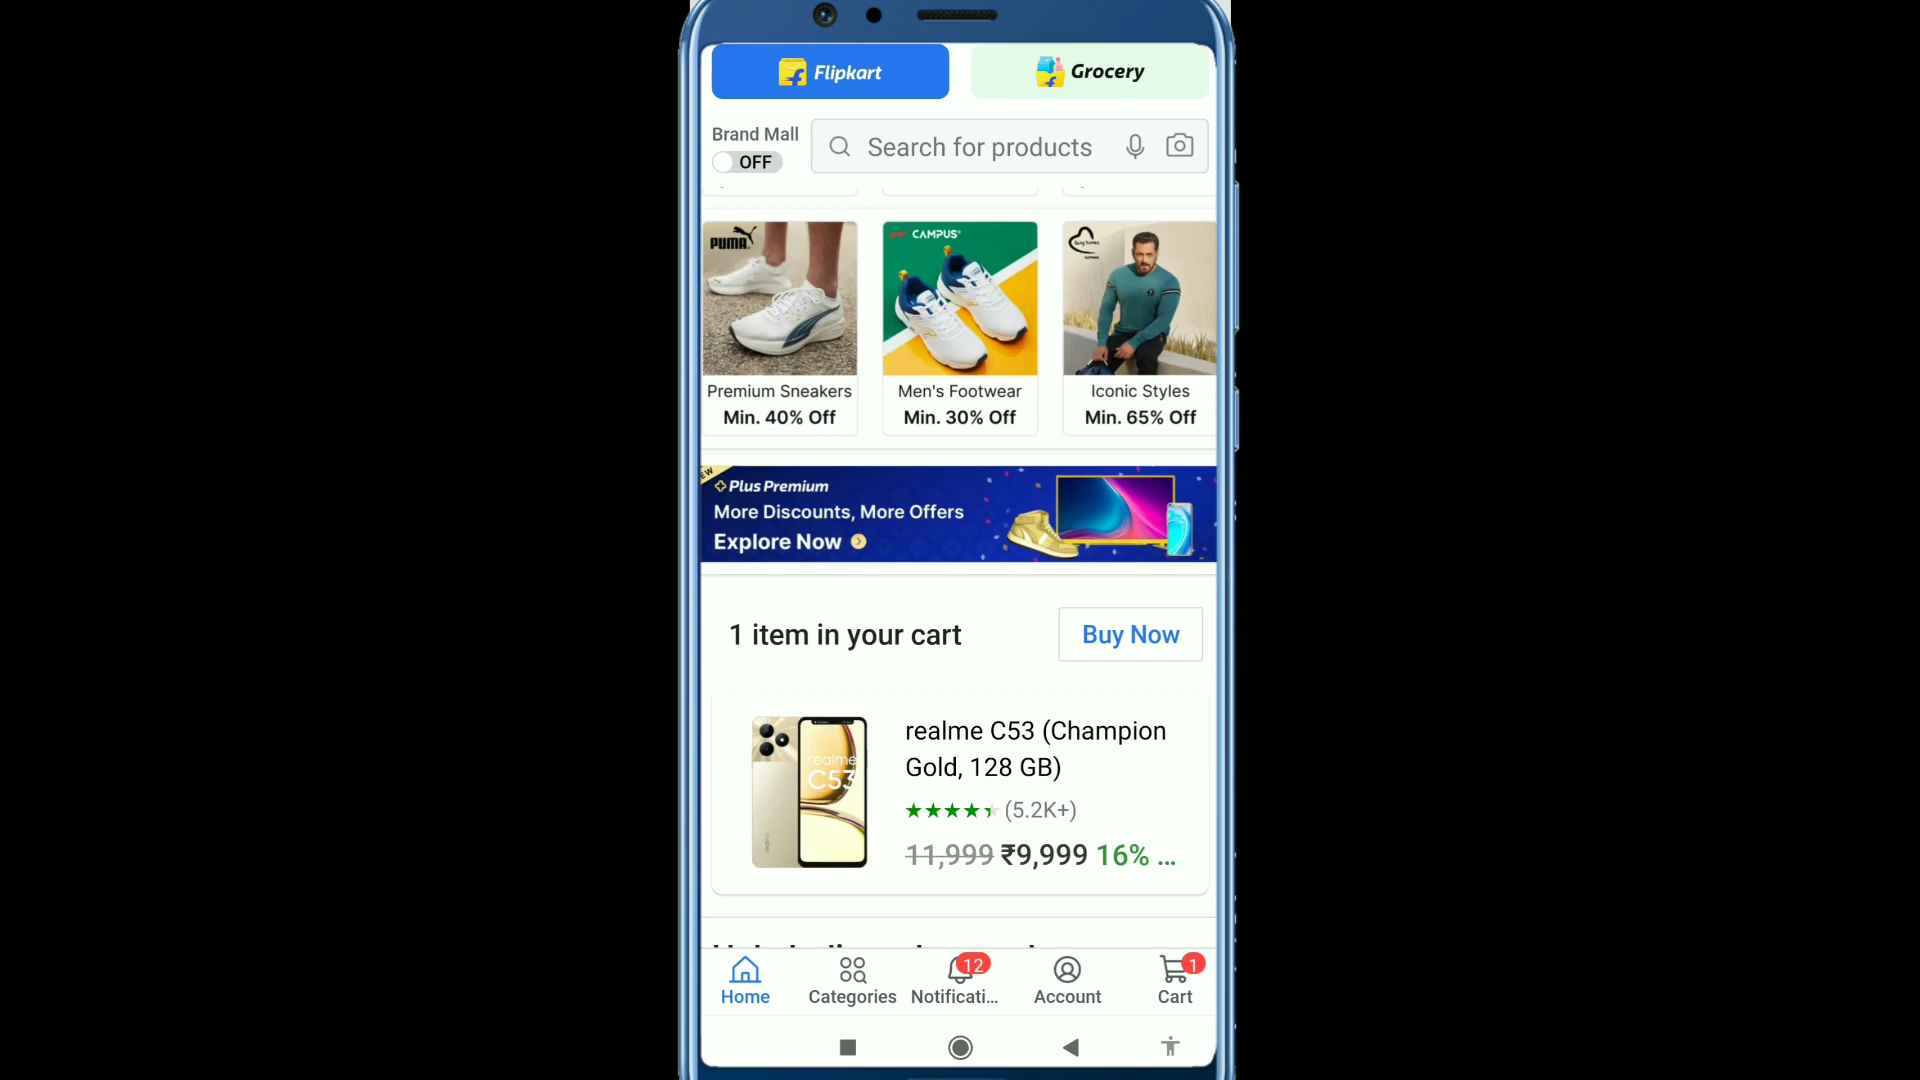 Flipkart
Grocery
Brand Mall
OFF
Search for products
PUMA
CAMPUS
Premium Sneakers
Min. 40% Off
Men's Footwear
Min. 30% Off
Iconic Styles
Min. 65% Off
Plus Premium
More Discounts, More Offers
Explore Now
1 item in your cart
Buy Now
realme
C53
realme C53 (Champion
Gold, 128 GB)
(5.2K+)
11,999 ₹9,999 16% ...
12
1
Home
Categories
Notificati...
Account
Cart